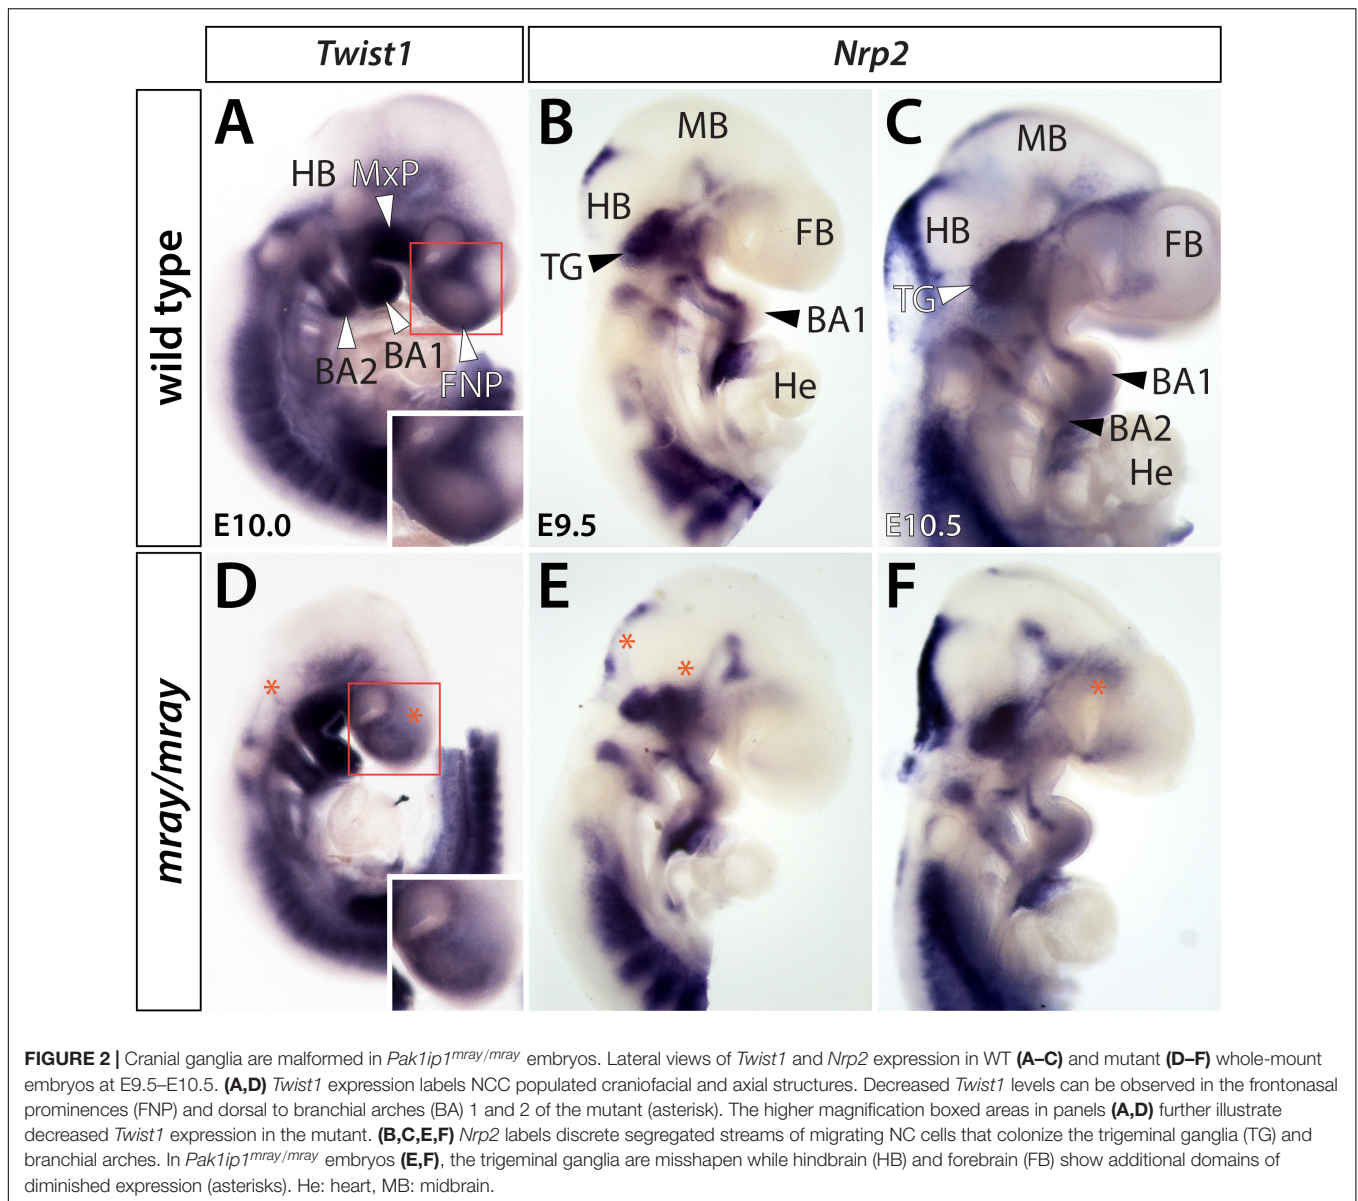 Twist1
Nrp2
wild type
A
HB
MxP
BA2
BA1
FNP
E10.0
B
MB
HB
FB
TG
BA1
He
E9.5
C
MB
HB
FB
TG
BA1
BA2
He
E10.5
mray/mray
D
*
*
E
*
*
F
*
FIGURE 2 | Cranial ganglia are malformed in Pak1ip1mray/mray embryos. Lateral views of Twist1 and Nrp2 expression in WT (A–C) and mutant (D–F) whole-mount
embryos at E9.5–E10.5. (A,D) Twist1 expression labels NCC populated craniofacial and axial structures. Decreased Twist1 levels can be observed in the frontonasal
prominences (FNP) and dorsal to branchial arches (BA) 1 and 2 of the mutant (asterisk). The higher magnification boxed areas in panels (A,D) further illustrate
decreased Twist1 expression in the mutant. (B,C,E,F) Nrp2 labels discrete segregated streams of migrating NC cells that colonize the trigeminal ganglia (TG) and
branchial arches. In Pak1ip1mray/mray embryos (E,F), the trigeminal ganglia are misshapen while hindbrain (HB) and forebrain (FB) show additional domains of
diminished expression (asterisks). He: heart, MB: midbrain.